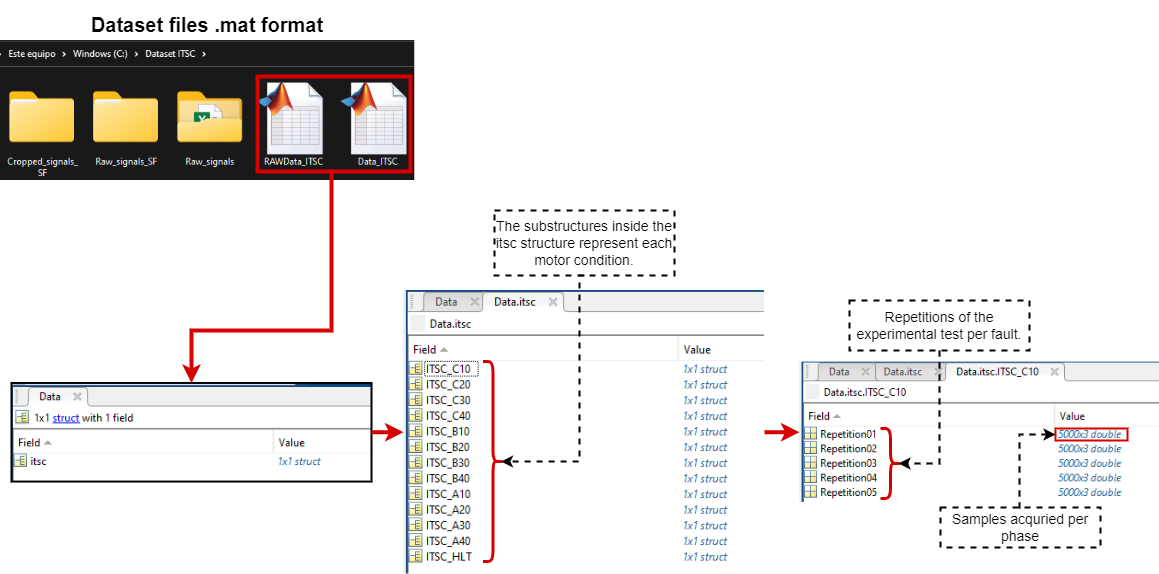 Dataset files .mat format
Este equipo > Windows (C:) > Dataset ITSC >
Cropped_signals_
SF
Raw_signals_SF
Raw_signals
RAWData_ITSC
Data_ITSC
The substructures inside the
itsc structure represent each
motor condition.
Data
1x1 struct with 1 field
Field Value
itsc 1x1 struct
Data Data.itsc
Data.itsc
Field Value
ITSC_C10 1x1 struct
ITSC_C20 1x1 struct
ITSC_C30 1x1 struct
ITSC_C40 1x1 struct
ITSC_B10 1x1 struct
ITSC_B20 1x1 struct
ITSC_B30 1x1 struct
ITSC_B40 1x1 struct
ITSC_A10 1x1 struct
ITSC_A20 1x1 struct
ITSC_A30 1x1 struct
ITSC_A40 1x1 struct
ITSC_HLT 1x1 struct
Repetitions of the
experimental test per fault.
Data Data.itsc Data.itsc.ITSC_C10
Data.itsc.ITSC_C10
Field Value
Repetition01 5000x3 double
Repetition02 5000x3 double
Repetition03 5000x3 double
Repetition04 5000x3 double
Repetition05 5000x3 double
Samples acquried per
phase